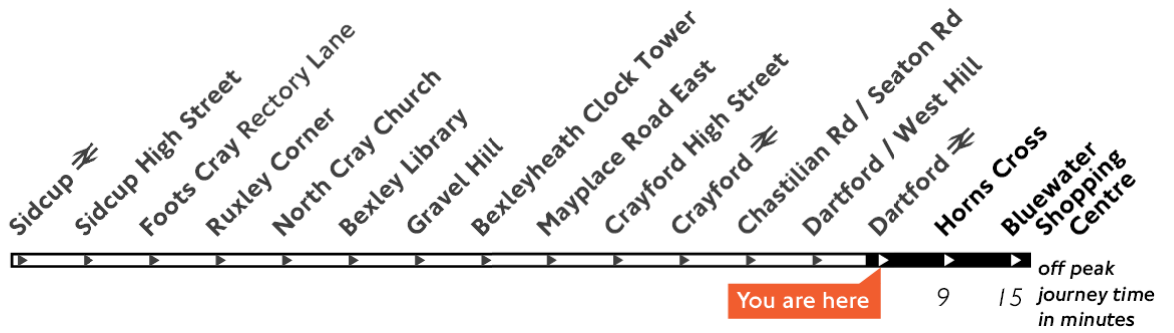 Sidcup
Sidcup High Street
Foots Cray Rectory Lane
Ruxley Corner
North Cray Church
Bexley Library
Gravel Hill
Bexleyheath Clock Tower
Mayplace Road East
Crayford High Street
Crayford
Chastilian Rd / Seaton Rd
Dartford / West Hill
Dartford
Horns Cross
Bluewater
Shopping
Centre
You are here
9
15
off peak
journey time
in minutes